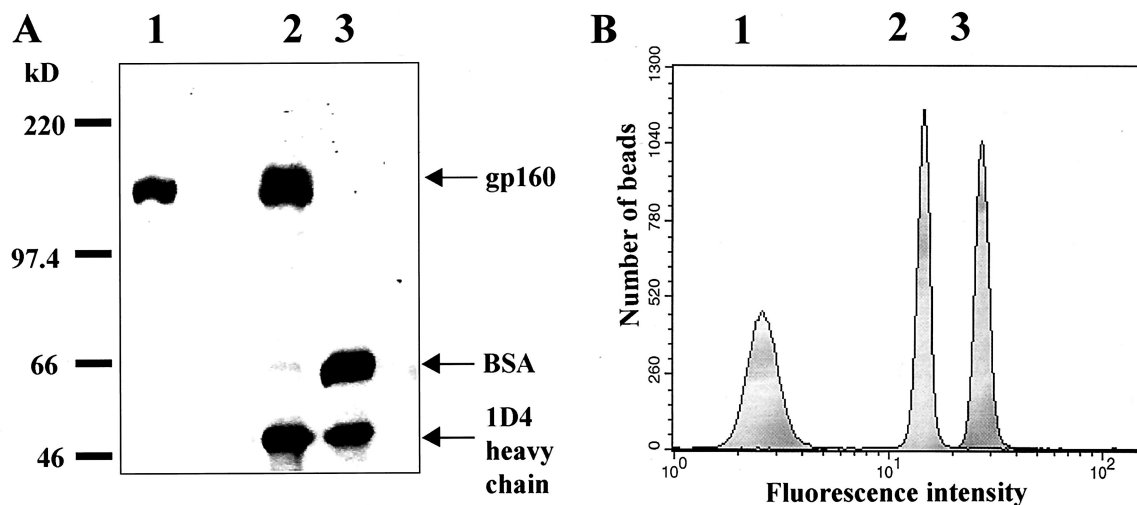 A
1 2 3
kD
220
97.4
66
46
gp160
BSA
1D4
heavy
chain
B
1 2 3
Number of beads
1300
1040
780
520
260
0
10⁰ 10¹ 10²
Fluorescence intensity